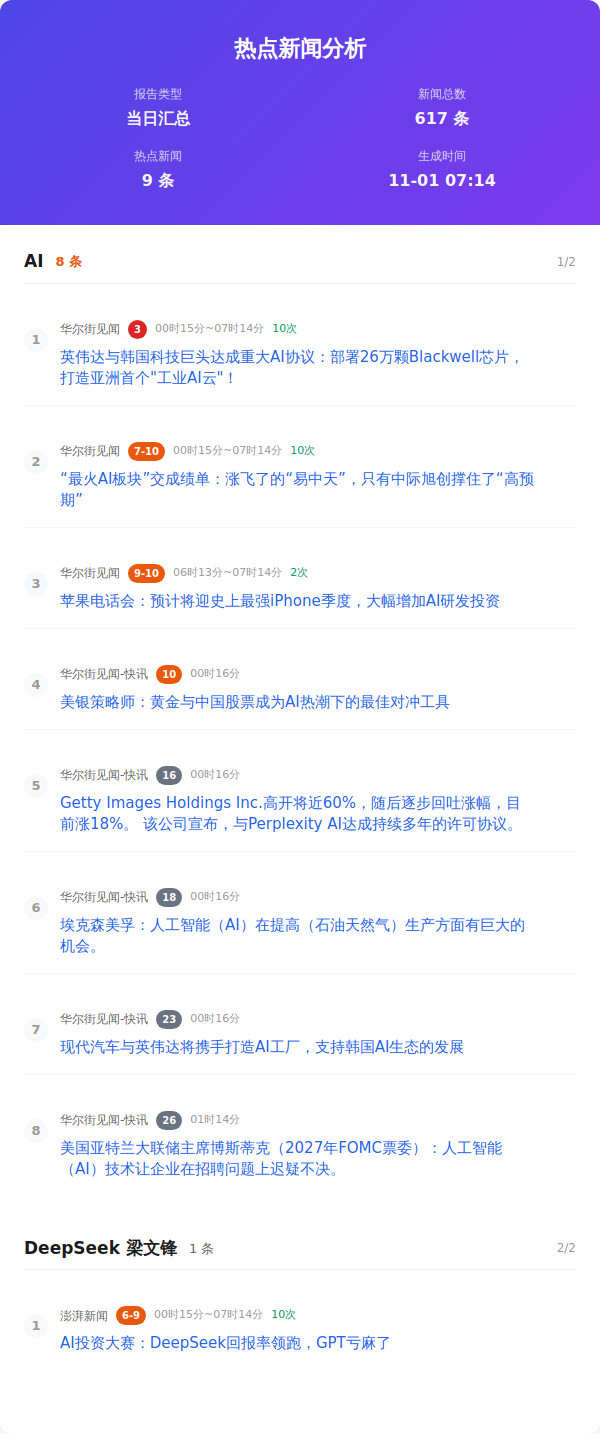 热点新闻分析
报告类型
新闻总数
当日汇总
617 条
热点新闻
生成时间
9 条
11-01 07:14
AI 8 条 1/2
1
华尔街见闻 3 00时15分~07时14分 10次
英伟达与韩国科技巨头达成重大AI协议：部署26万颗Blackwell芯片，
打造亚洲首个"工业AI云"！
2
华尔街见闻 7-10 00时15分~07时14分 10次
“最火AI板块”交成绩单：涨飞了的“易中天”，只有中际旭创撑住了“高预
期”
3
华尔街见闻 9-10 06时13分~07时14分 2次
苹果电话会：预计将迎史上最强iPhone季度，大幅增加AI研发投资
4
华尔街见闻-快讯 10 00时16分
美银策略师：黄金与中国股票成为AI热潮下的最佳对冲工具
5
华尔街见闻-快讯 16 00时16分
Getty Images Holdings Inc.高开将近60%，随后逐步回吐涨幅，目
前涨18%。 该公司宣布，与Perplexity AI达成持续多年的许可协议。
6
华尔街见闻-快讯 18 00时16分
埃克森美孚：人工智能（AI）在提高（石油天然气）生产方面有巨大的
机会。
7
华尔街见闻-快讯 23 00时16分
现代汽车与英伟达将携手打造AI工厂，支持韩国AI生态的发展
8
华尔街见闻-快讯 26 01时14分
美国亚特兰大联储主席博斯蒂克（2027年FOMC票委）：人工智能
（AI）技术让企业在招聘问题上迟疑不决。
DeepSeek 梁文锋 1 条 2/2
1
澎湃新闻 6-9 00时15分~07时14分 10次
AI投资大赛：DeepSeek回报率领跑，GPT亏麻了